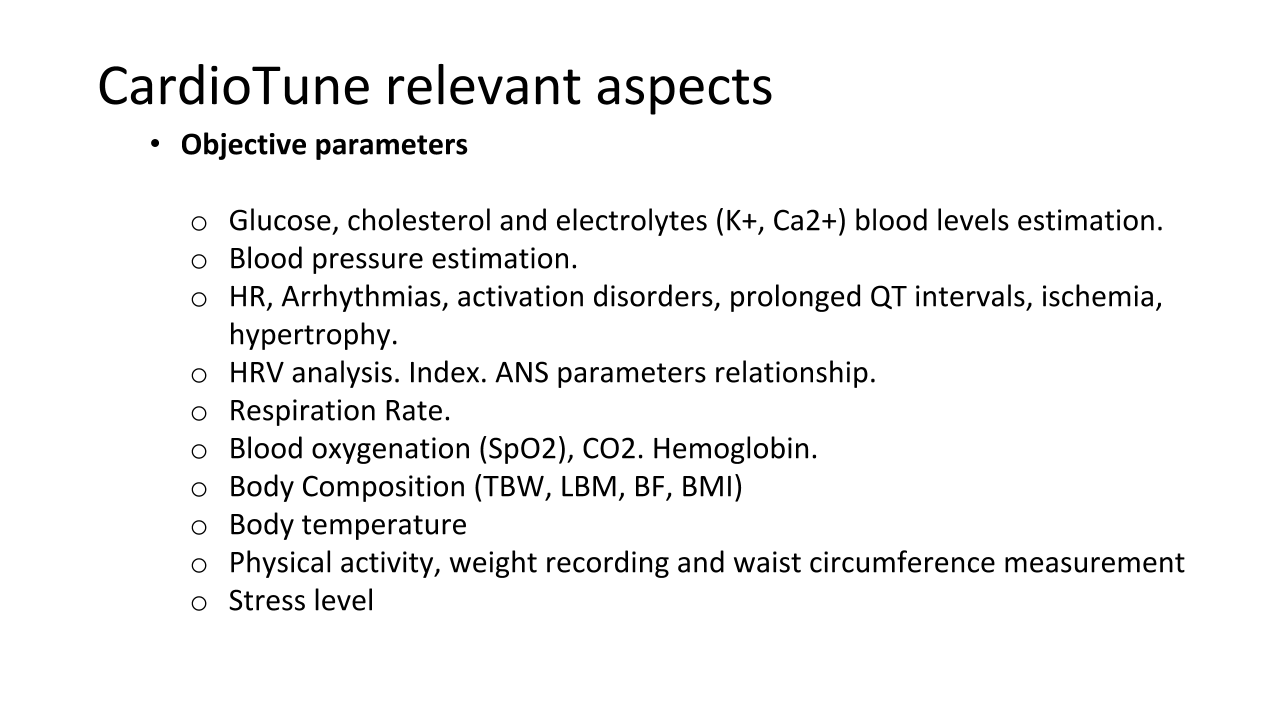 CardioTune relevant aspects
• Objective parameters
o Glucose, cholesterol and electrolytes (K+, Ca2+) blood levels estimation.
o Blood pressure estimation.
o HR, Arrhythmias, activation disorders, prolonged QT intervals, ischemia,
hypertrophy.
o HRV analysis. Index. ANS parameters relationship.
o Respiration Rate.
o Blood oxygenation (SpO2), CO2. Hemoglobin.
o Body Composition (TBW, LBM, BF, BMI)
o Body temperature
o Physical activity, weight recording and waist circumference measurement
o Stress level